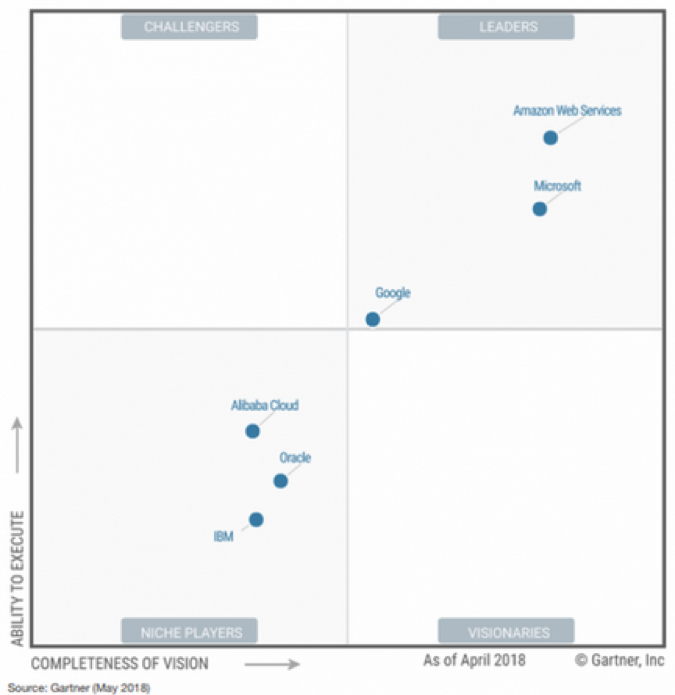 CHALLENGERS
LEADERS
Amazon Web Services
Microsoft
Google
Alibaba Cloud
Oracle
IBM
ABILITY TO EXECUTE
NICHE PLAYERS
VISIONARIES
COMPLETENESS OF VISION
As of April 2018
© Gartner, Inc
Source: Gartner (May 2018)